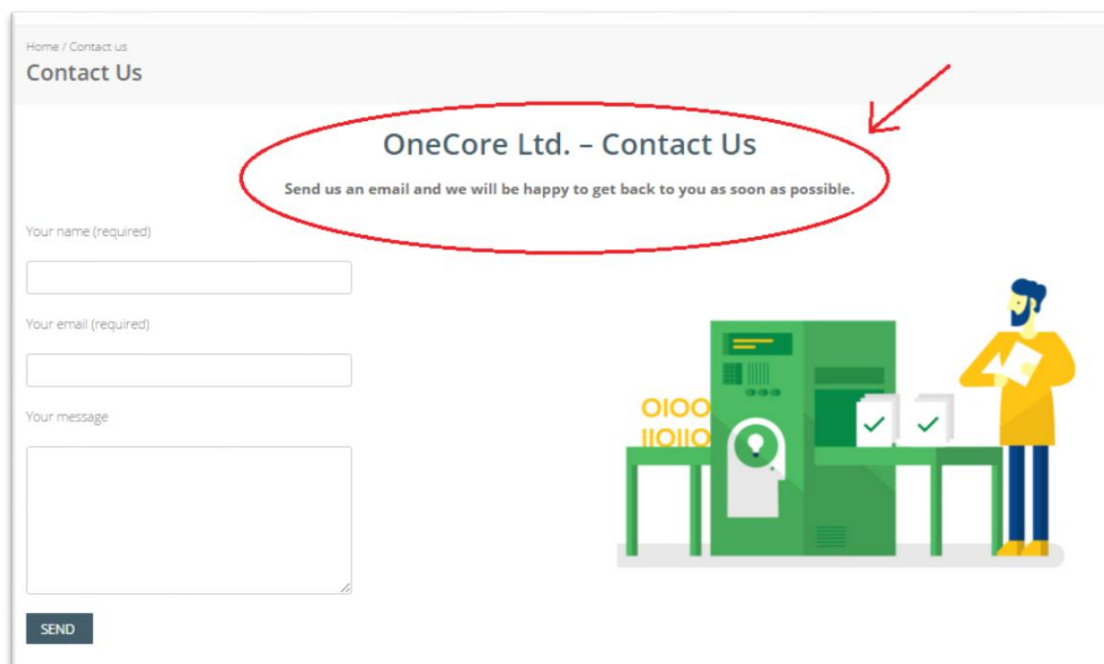 Home / Contact us
Contact Us
OneCore Ltd. – Contact Us
Send us an email and we will be happy to get back to you as soon as possible.
Your name (required)
Your email (required)
Your message
OIOO
IIOIIO
SEND